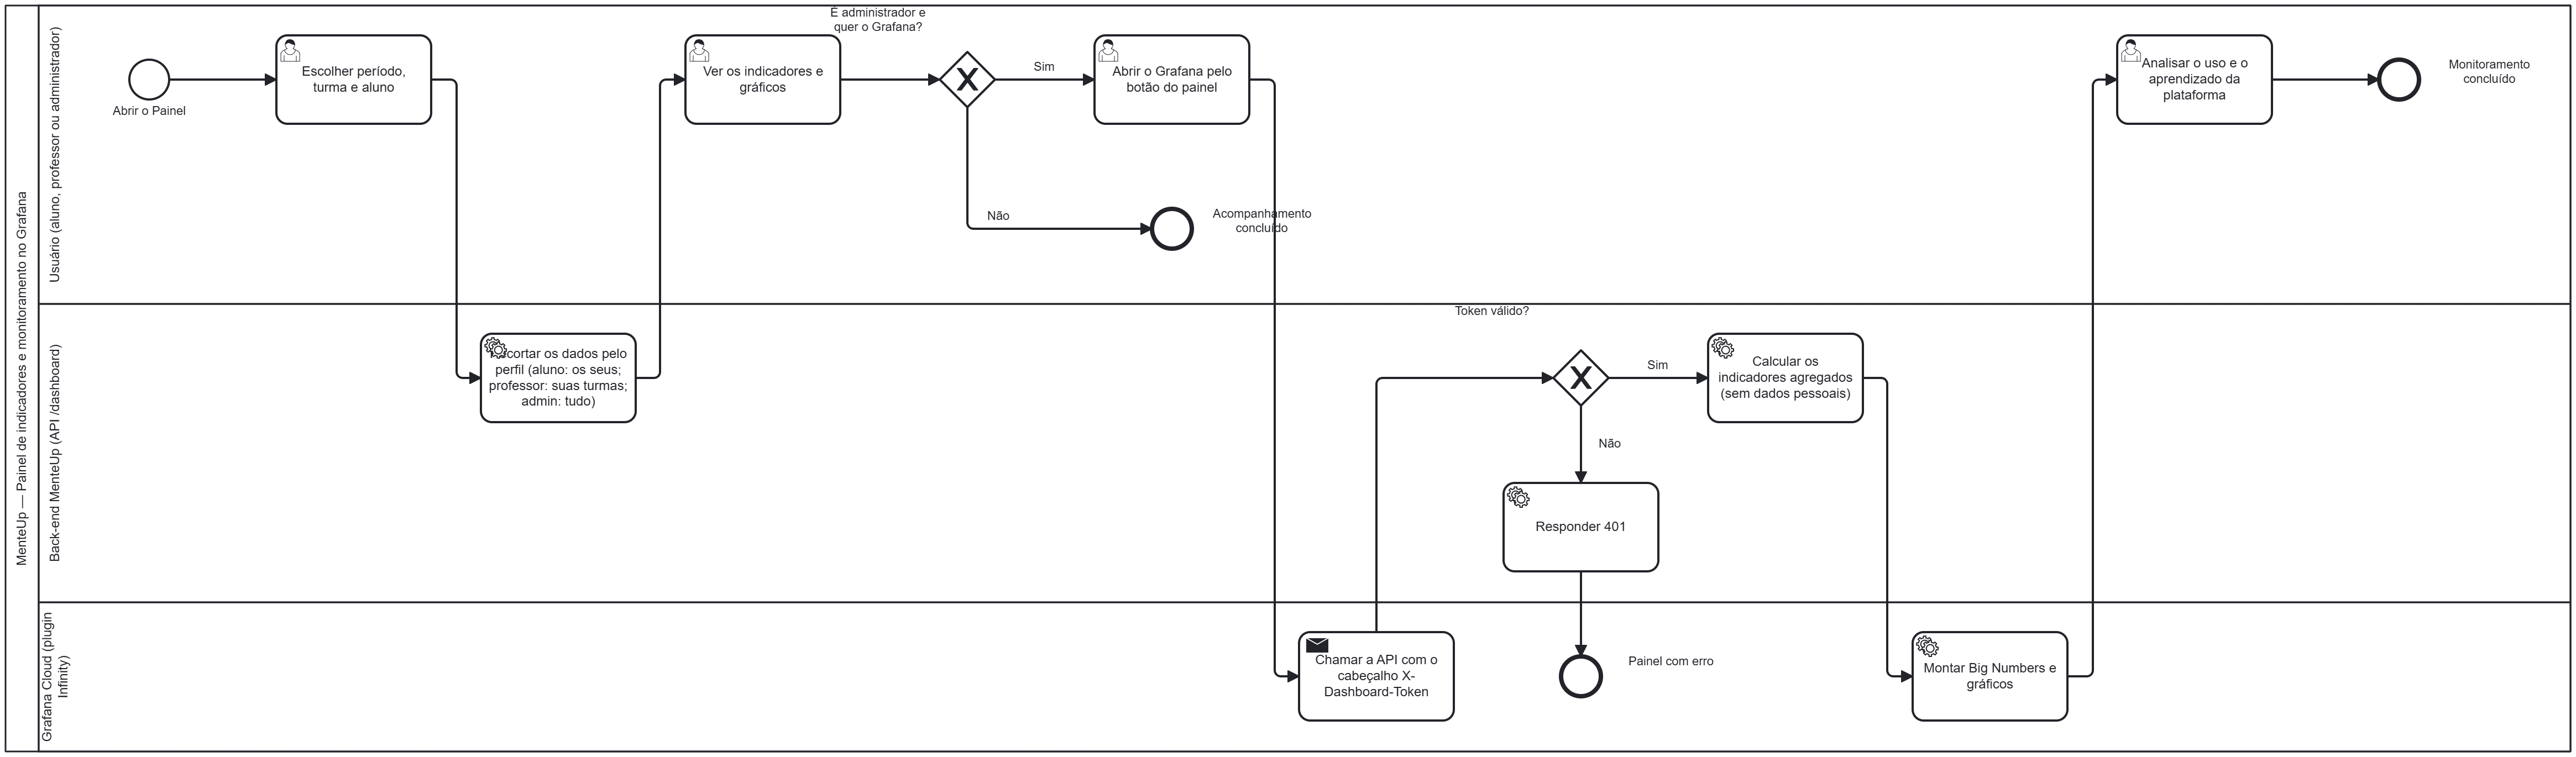 MenteUp — Painel de indicadores e monitoramento no Grafana
Usuário (aluno, professor ou administrador)
Abrir o Painel
Escolher período,
turma e aluno
Ver os indicadores e
gráficos
É administrador e
quer o Grafana?
Sim
Não
Abrir o Grafana pelo
botão do painel
Acompanhamento
concluído
Analisar o uso e o
aprendizado da
plataforma
Monitoramento
concluído
Back-end MenteUp (API /dashboard)
os dados pelo
perfil (aluno: os seus;
professor: suas turmas;
admin: tudo)
Token válido?
Sim
Não
Calcular os
indicadores agregados
(sem dados pessoais)
Responder 401
Grafana Cloud (plugin
Infinity)
Chamar a API com o
cabeçalho X-
Dashboard-Token
Painel com erro
Montar Big Numbers e
gráficos